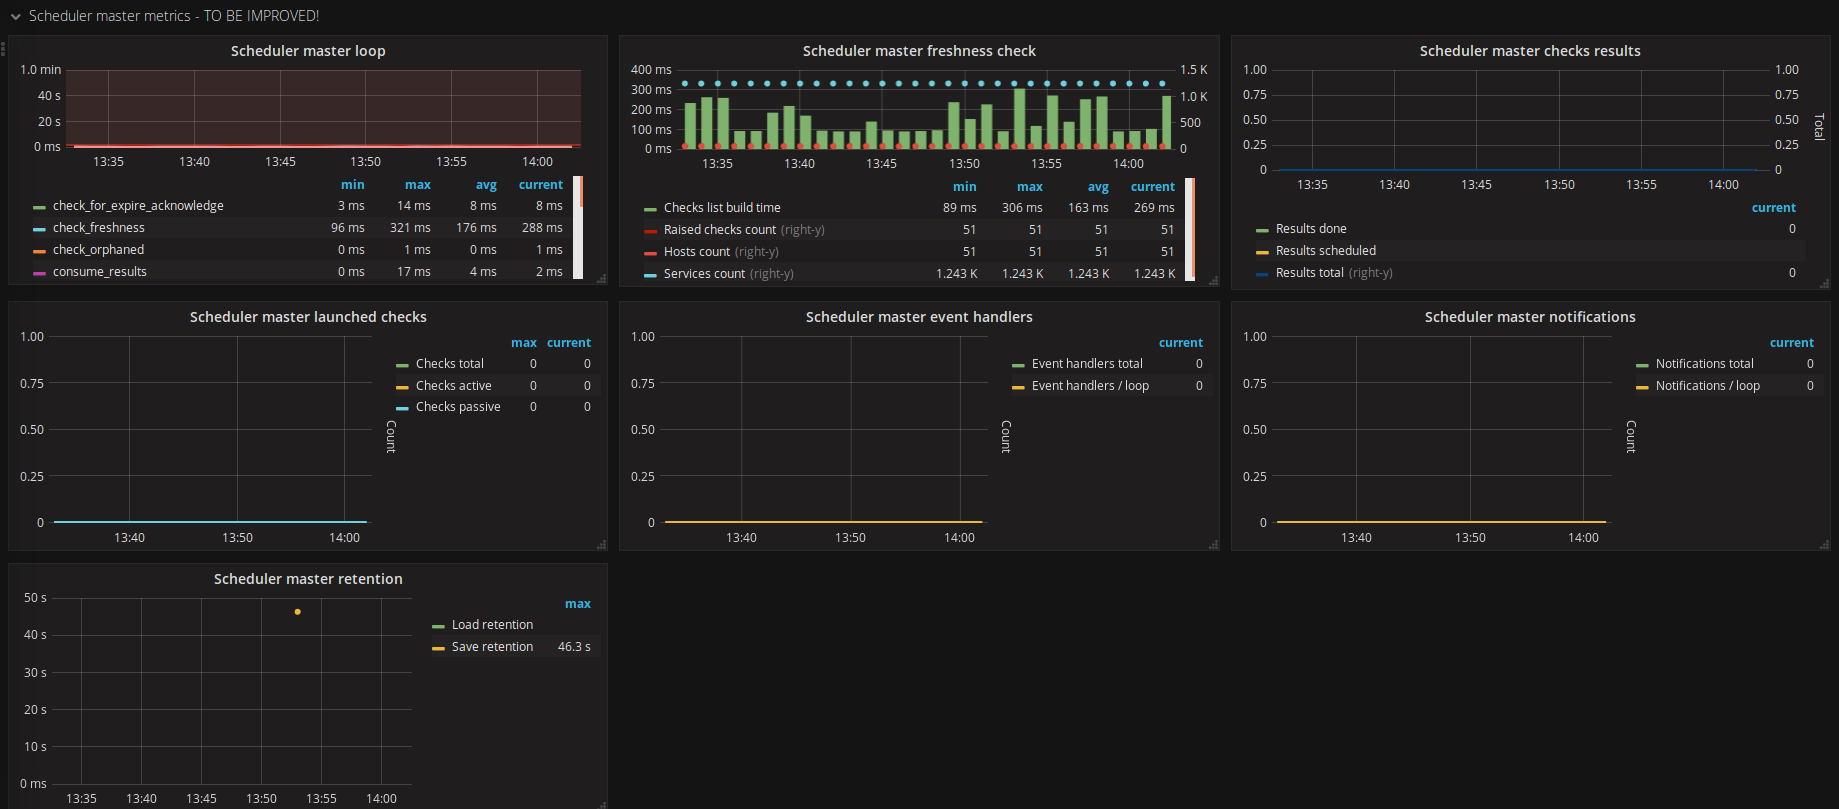 Scheduler master metrics - TO BE IMPROVED!
Scheduler master loop
1.0 min
40 s
20 s
0 ms
13:35 13:40 13:45 13:50 13:55 14:00
min max avg current
check_for_expire_acknowledge 3 ms 14 ms 8 ms 8 ms
check_freshness 96 ms 321 ms 176 ms 288 ms
check_orphaned 0 ms 1 ms 0 ms 1 ms
consume_results 0 ms 17 ms 4 ms 2 ms
Scheduler master freshness check
400 ms 1.5 K
300 ms 1.0 K
200 ms
100 ms 500
0 ms 0
13:35 13:40 13:45 13:50 13:55 14:00
min max avg current
Checks list build time 89 ms 306 ms 163 ms 269 ms
Raised checks count (right-y) 51 51 51 51
Hosts count (right-y) 51 51 51 51
Services count (right-y) 1.243 K 1.243 K 1.243 K 1.243 K
Scheduler master checks results
1.00 1.00
0.75 0.75
0.50 0.50
0.25 0.25
0 0
Total
13:35 13:40 13:45 13:50 13:55 14:00
current
Results done 0
Results scheduled
Results total (right-y) 0
Scheduler master launched checks
1.00
0.75
0.50
0.25
0
13:40 13:50 14:00
Count
max current
Checks total 0 0
Checks active 0 0
Checks passive 0 0
Scheduler master event handlers
1.00
0.75
0.50
0.25
0
13:40 13:50 14:00
Count
current
Event handlers total 0
Event handlers / loop 0
Scheduler master notifications
1.00
0.75
0.50
0.25
0
13:40 13:50 14:00
Count
current
Notifications total 0
Notifications / loop 0
Scheduler master retention
50 s
40 s
30 s
20 s
10 s
0 ms
13:35 13:40 13:45 13:50 13:55 14:00
max
Load retention
Save retention 46.3 s